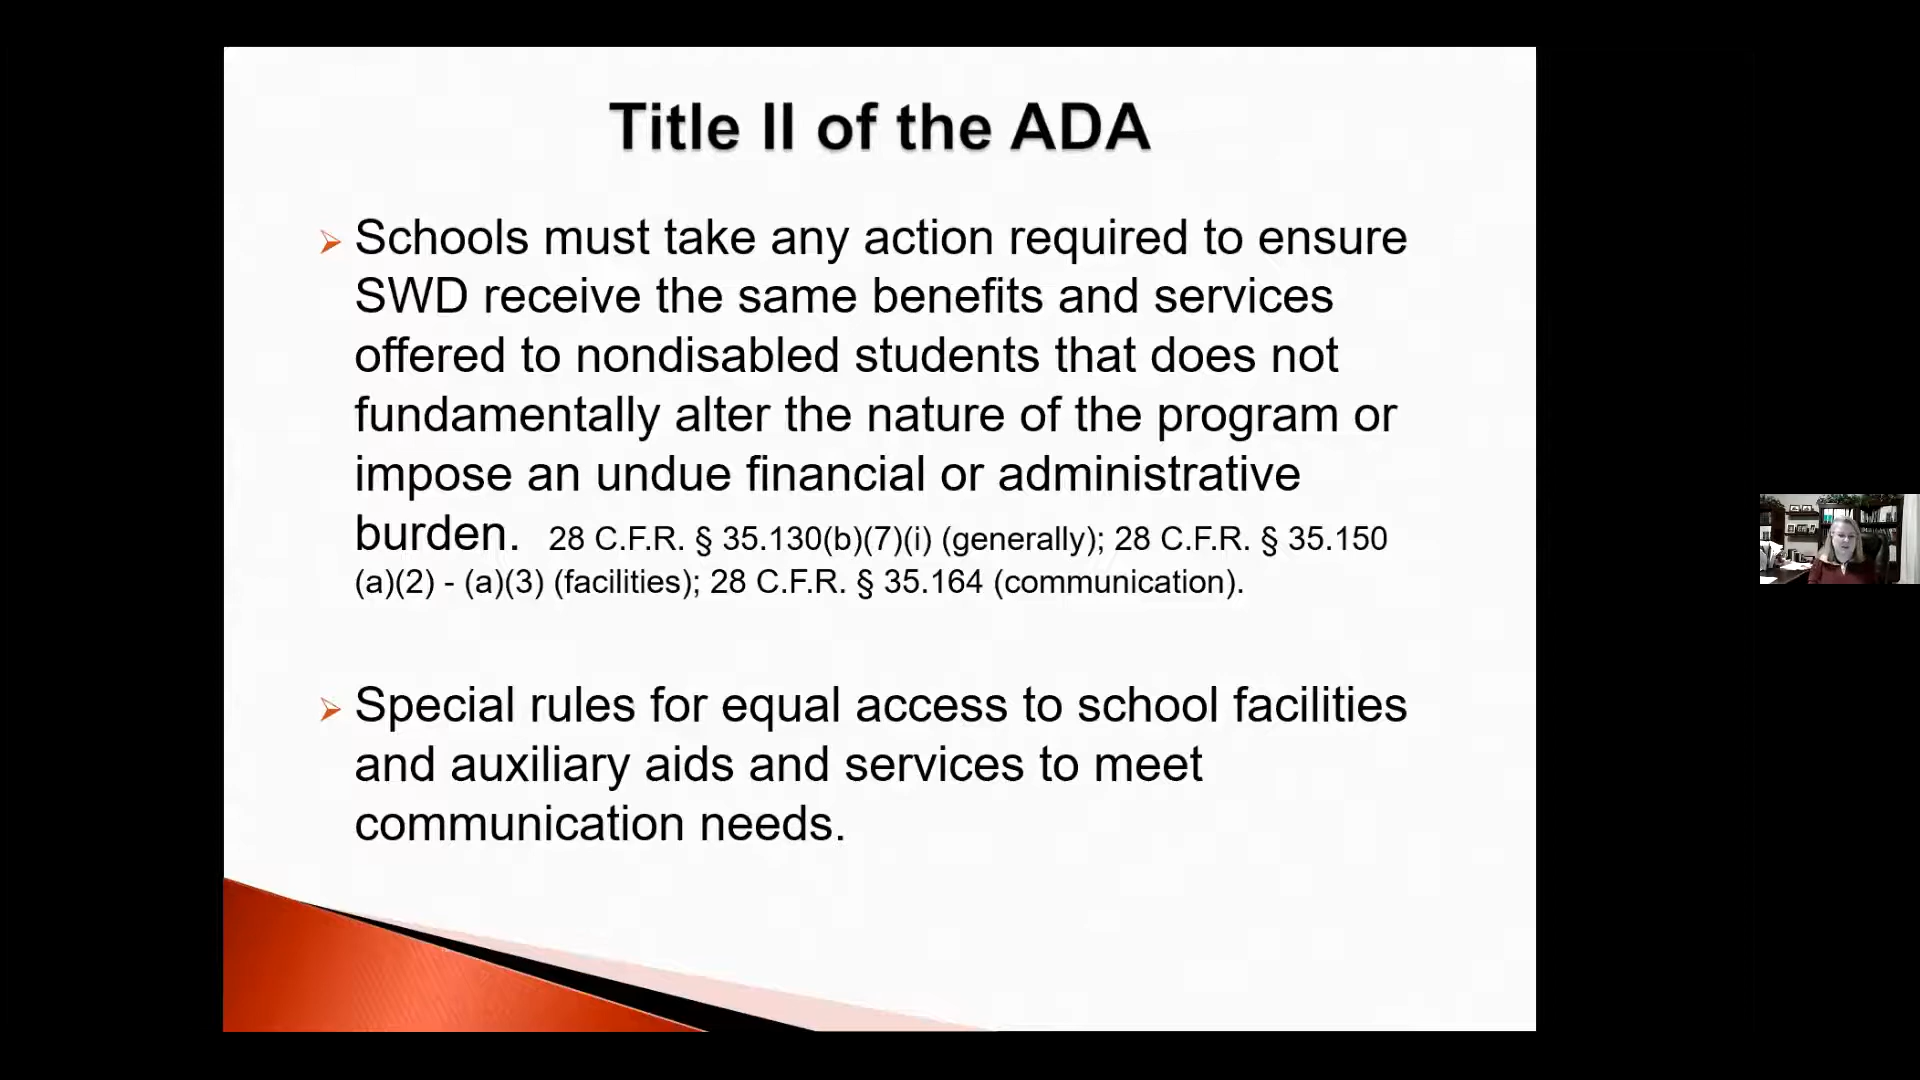 Title II of the ADA
Schools must take any action required to ensure
SWD receive the same benefits and services
offered to nondisabled students that does not
fundamentally alter the nature of the program or
impose an undue financial or administrative
burden. 28 C.F.R. § 35.130(b)(7)(i) (generally); 28 C.F.R. § 35.150
(a)(2) - (a)(3) (facilities); 28 C.F.R. § 35.164 (communication).
Special rules for equal access to school facilities
and auxiliary aids and services to meet
communication needs.